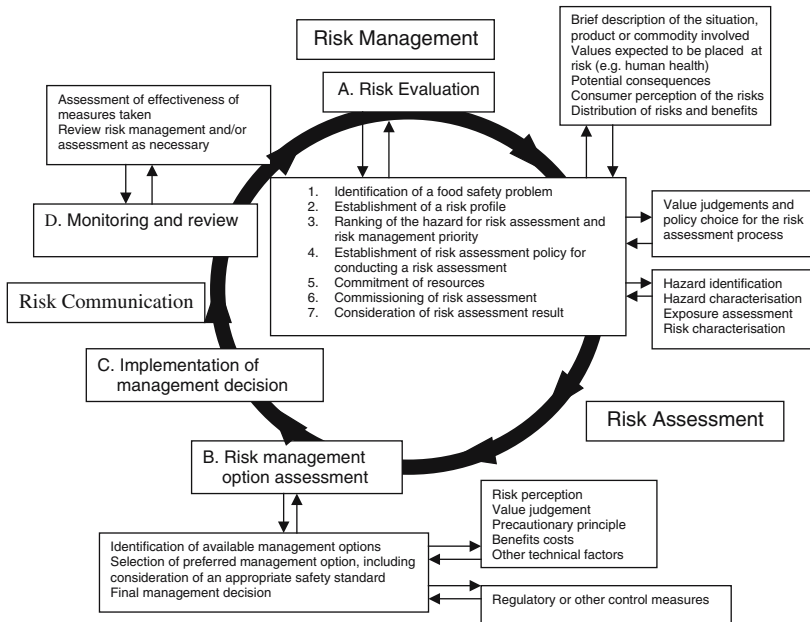 Risk Management
A. Risk Evaluation
Brief description of the situation,
product or commodity involved
Values expected to be placed at
risk (e.g. human health)
Potential consequences
Consumer perception of the risks
Distribution of risks and benefits
Assessment of effectiveness of
measures taken
Review risk management and/or
assessment as necessary
D. Monitoring and review
1. Identification of a food safety problem
2. Establishment of a risk profile
3. Ranking of the hazard for risk assessment and
risk management priority
4. Establishment of risk assessment policy for
conducting a risk assessment
5. Commitment of resources
6. Commissioning of risk assessment
7. Consideration of risk assessment result
Value judgements and
policy choice for the risk
assessment process
Hazard identification
Hazard characterisation
Exposure assessment
Risk characterisation
Risk Communication
C. Implementation of
management decision
Risk Assessment
B. Risk management
option assessment
Identification of available management options
Selection of preferred management option, including
consideration of an appropriate safety standard
Final management decision
Risk perception
Value judgement
Precautionary principle
Benefits costs
Other technical factors
Regulatory or other control measures